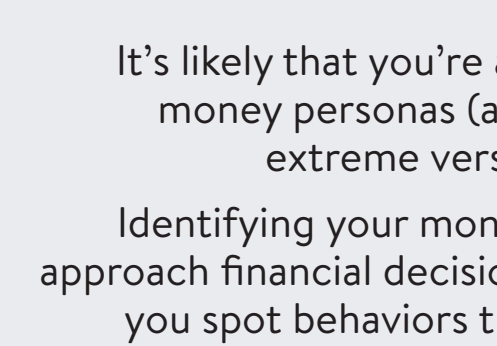 It’s likely that you’re
money personas (a
extreme vers
Identifying your mon
approach financial decisio
you spot behaviors t